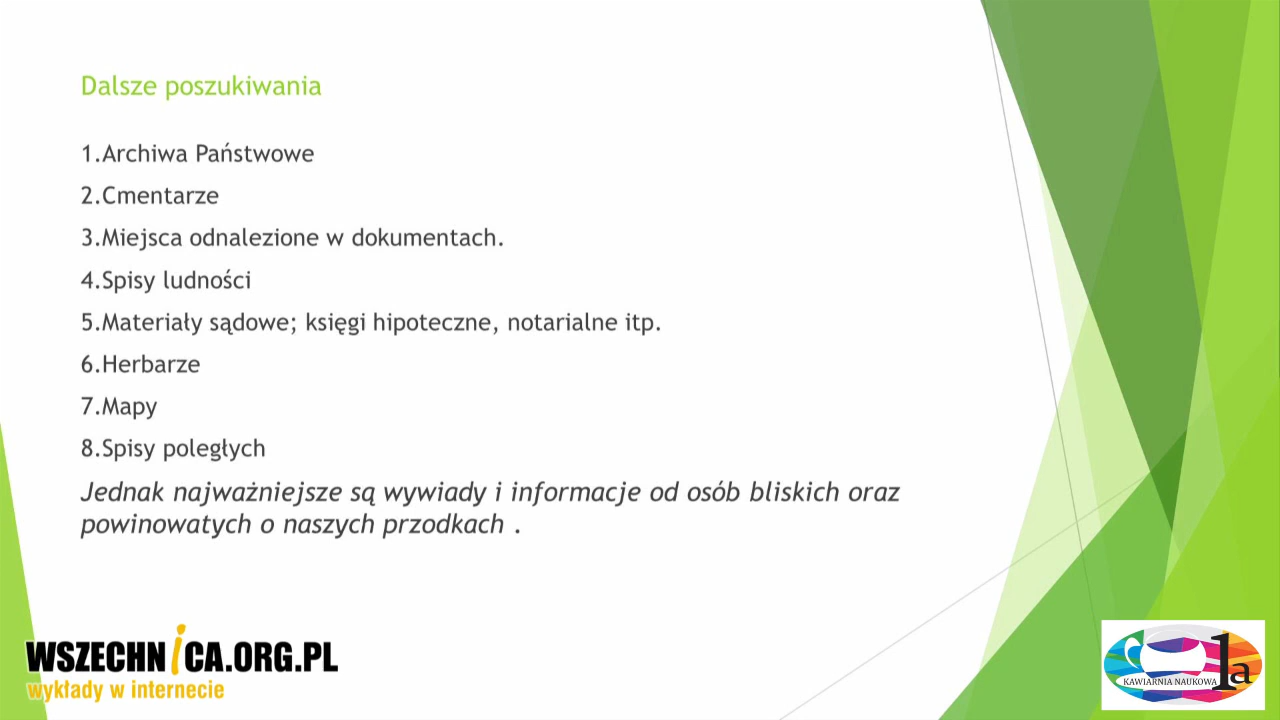 Dalsze poszukiwania
1.Archiwa Państwowe
2.Cmentarze
3.Miejsca odnalezione w dokumentach.
4.Spisy ludności
5.Materiały sądowe; księgi hipoteczne, notarialne itp.
6.Herbarze
7.Mapy
8.Spisy poległych
Jednak najważniejsze są wywiady i informacje od osób bliskich oraz
powinowatych o naszych przodkach .
WSZECHNiCA.ORG.PL
wykłady w internecie
KAWIARNIA NAUKOWA 1a